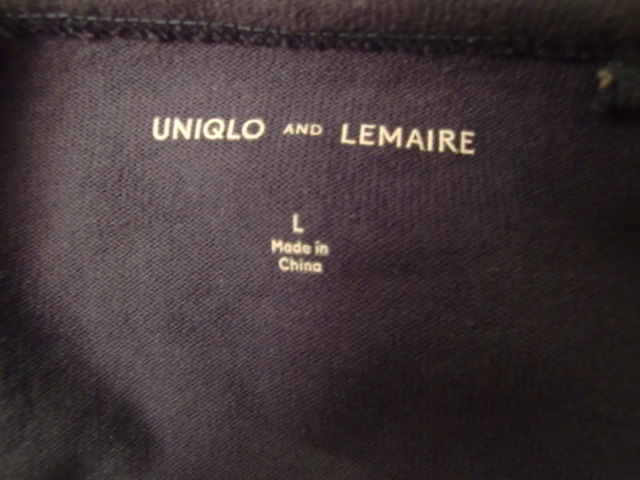 UNIQLO AND LEMAIRE
L
Made in
China